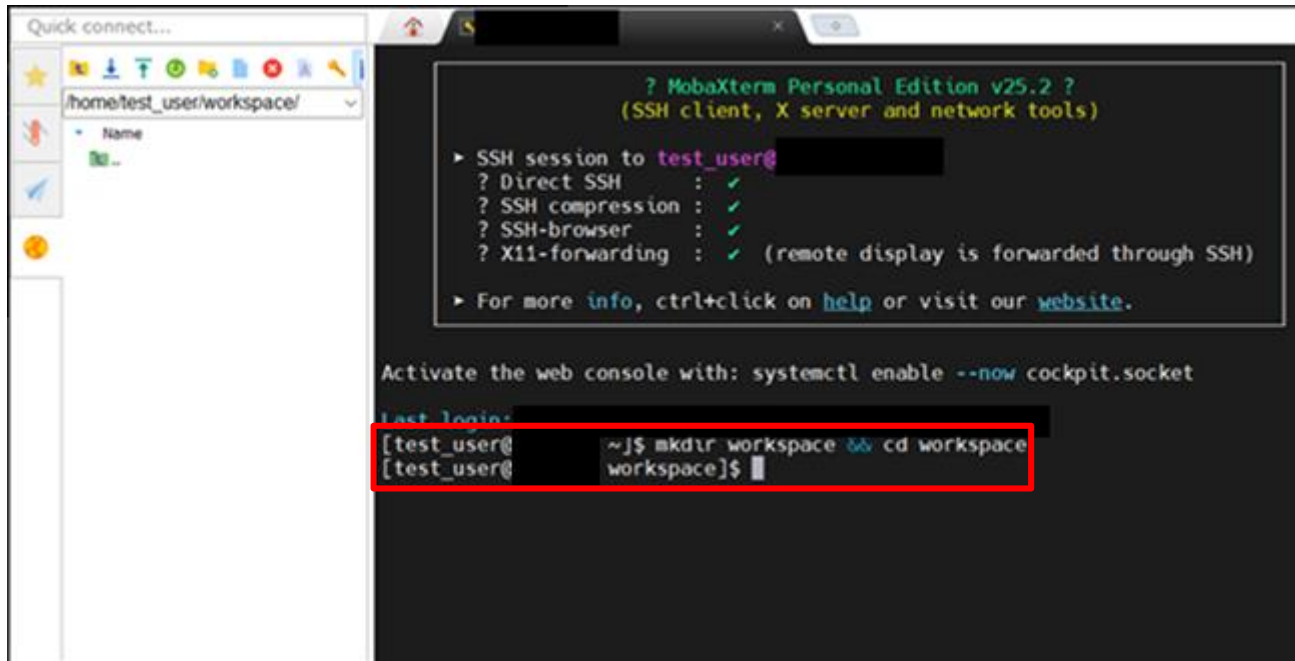 Quick connect...
/home/test_user/workspace/
Name
..
? MobaXterm Personal Edition v25.2 ?
(SSH client, X server and network tools)
► SSH session to test_user@
? Direct SSH : ✔
? SSH compression : ✔
? SSH-browser : ✔
? X11-forwarding : ✔ (remote display is forwarded through SSH)
► For more info, ctrl+click on help or visit our website.
Activate the web console with: systemctl enable --now cockpit.socket
Last login:
[test_user@ ~]$ mkdir workspace && cd workspace
[test_user@ workspace]$